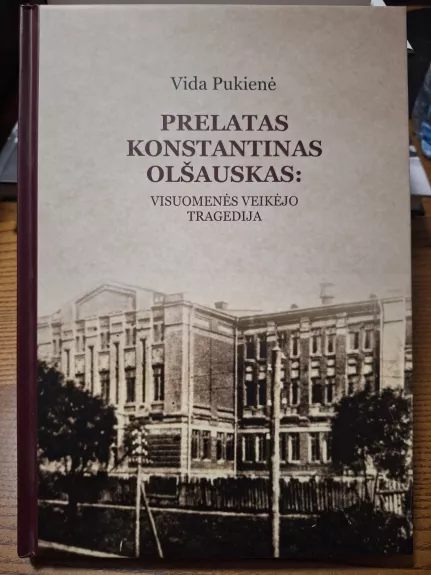 Vida Pukienė
PRELATAS
KONSTANTINAS
OLŠAUSKAS:
VISUOMENĖS VEIKĖJO
TRAGEDIJA